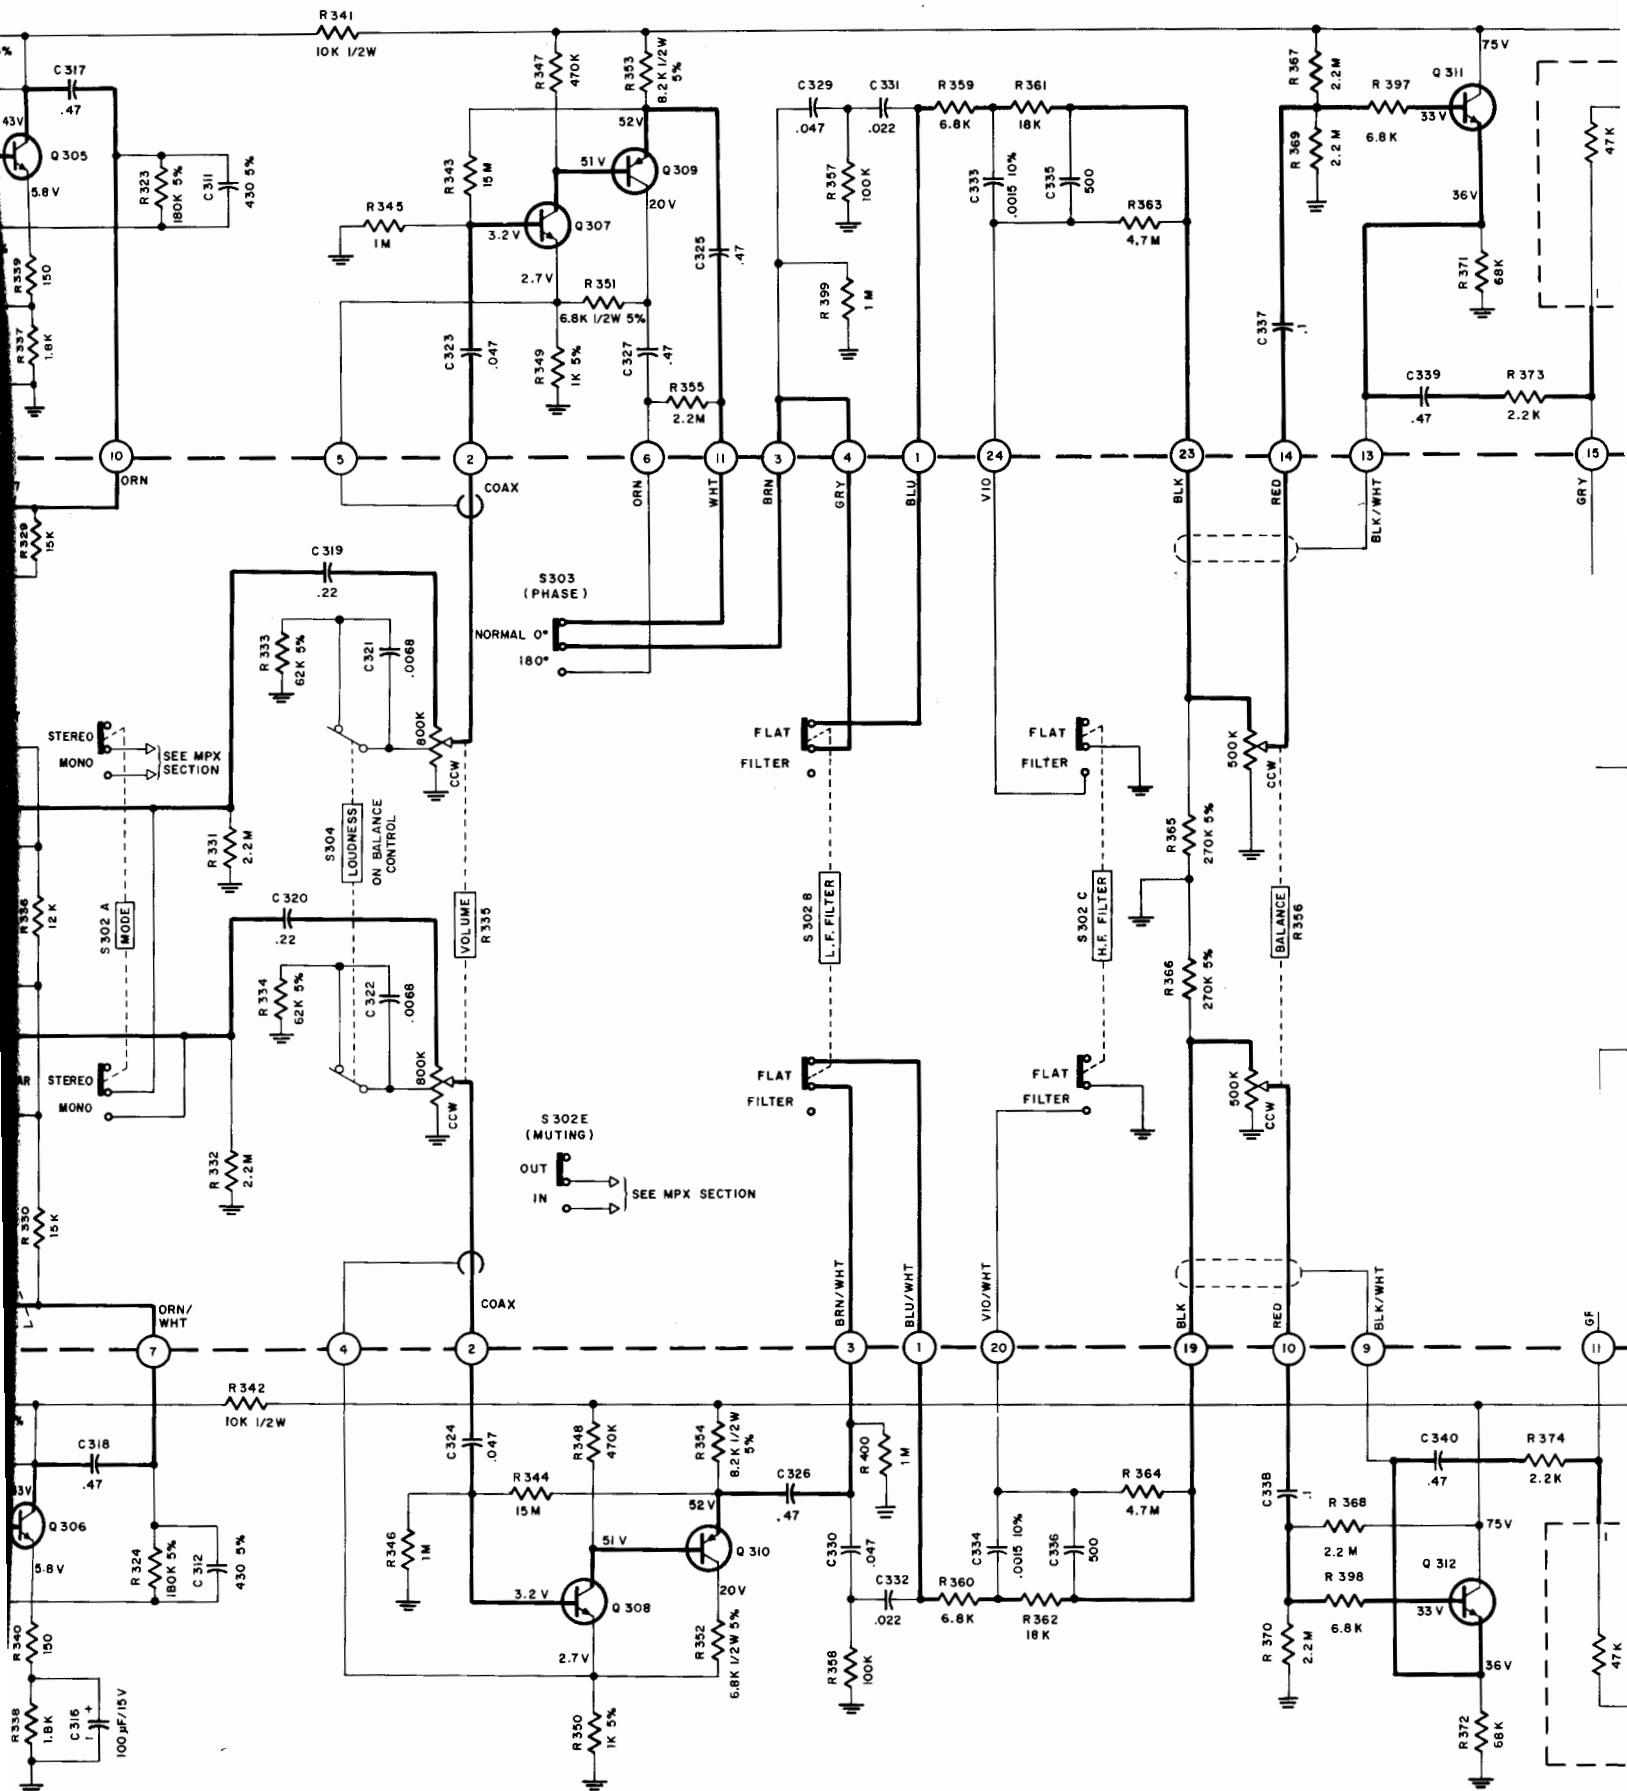 R341
10K 1/2W
%
C317
.47
43V
Q305
5.8V
R323
180K 5%
C311
430 5%
R339
150
R337
1.8K
R347
470K
R353
8.2K 1/2W
5%
52V
51V
Q309
20V
R343
15M
R345
1M
3.2V
Q307
2.7V
R351
6.8K 1/2W 5%
C325
.47
C323
.047
R349
1K 5%
C327
.47
R355
2.2M
C329
.047
C331
.022
R359
6.8K
R361
18K
R357
100K
R399
1M
C333
.0015 10%
C335
500
R363
4.7M
R367
2.2M
R369
2.2M
R397
6.8K
Q311
75V
33V
36V
R371
68K
C337
.1
C339
.47
R373
2.2K
47K
10
5
2
6
11
3
4
1
24
23
14
13
15
ORN
COAX
ORN
WHT
BRN
GRY
BLU
VIO
BLK
RED
BLK/WHT
GRY
R329
15K
C319
.22
R333
62K 5%
C321
.0068
800K
CCW
S303
(PHASE)
NORMAL 0°
180°
STEREO
MONO
SEE MPX
SECTION
FLAT
FILTER
FLAT
FILTER
500K
CCW
R331
2.2M
S304
LOUDNESS
ON BALANCE
CONTROL
R365
270K 5%
R336
12K
S302 A
MODE
C320
.22
VOLUME
R335
S302 B
L.F. FILTER
S302 C
H.F. FILTER
BALANCE
R356
R334
62K 5%
C322
.0068
R366
270K 5%
AR
STEREO
MONO
800K
CCW
FLAT
FILTER
FLAT
FILTER
500K
CCW
S302E
(MUTING)
OUT
IN
SEE MPX SECTION
R332
2.2M
R330
15K
ORN/
WHT
COAX
BRN/WHT
BLU/WHT
VIO/WHT
BLK
RED
BLK/WHT
7
4
2
3
1
20
19
10
9
11
R342
10K 1/2W
%
C318
.47
Q306
5.8V
R324
180K 5%
C312
430 5%
R340
150
R338
1.8K
C316
+
100µF/15V
C324
.047
R344
15M
R346
1M
R348
470K
R354
8.2K 1/2W
5%
52V
C326
.47
51V
Q310
20V
3.2V
Q308
2.7V
R352
6.8K 1/2W 5%
R350
1K 5%
R400
1M
C330
.047
C332
.022
R358
100K
R360
6.8K
R362
18K
C334
.0015 10%
C336
500
R364
4.7M
C338
.1
R368
2.2M
R398
6.8K
R370
2.2M
C340
.47
R374
2.2K
75V
Q312
33V
36V
R372
68K
47K